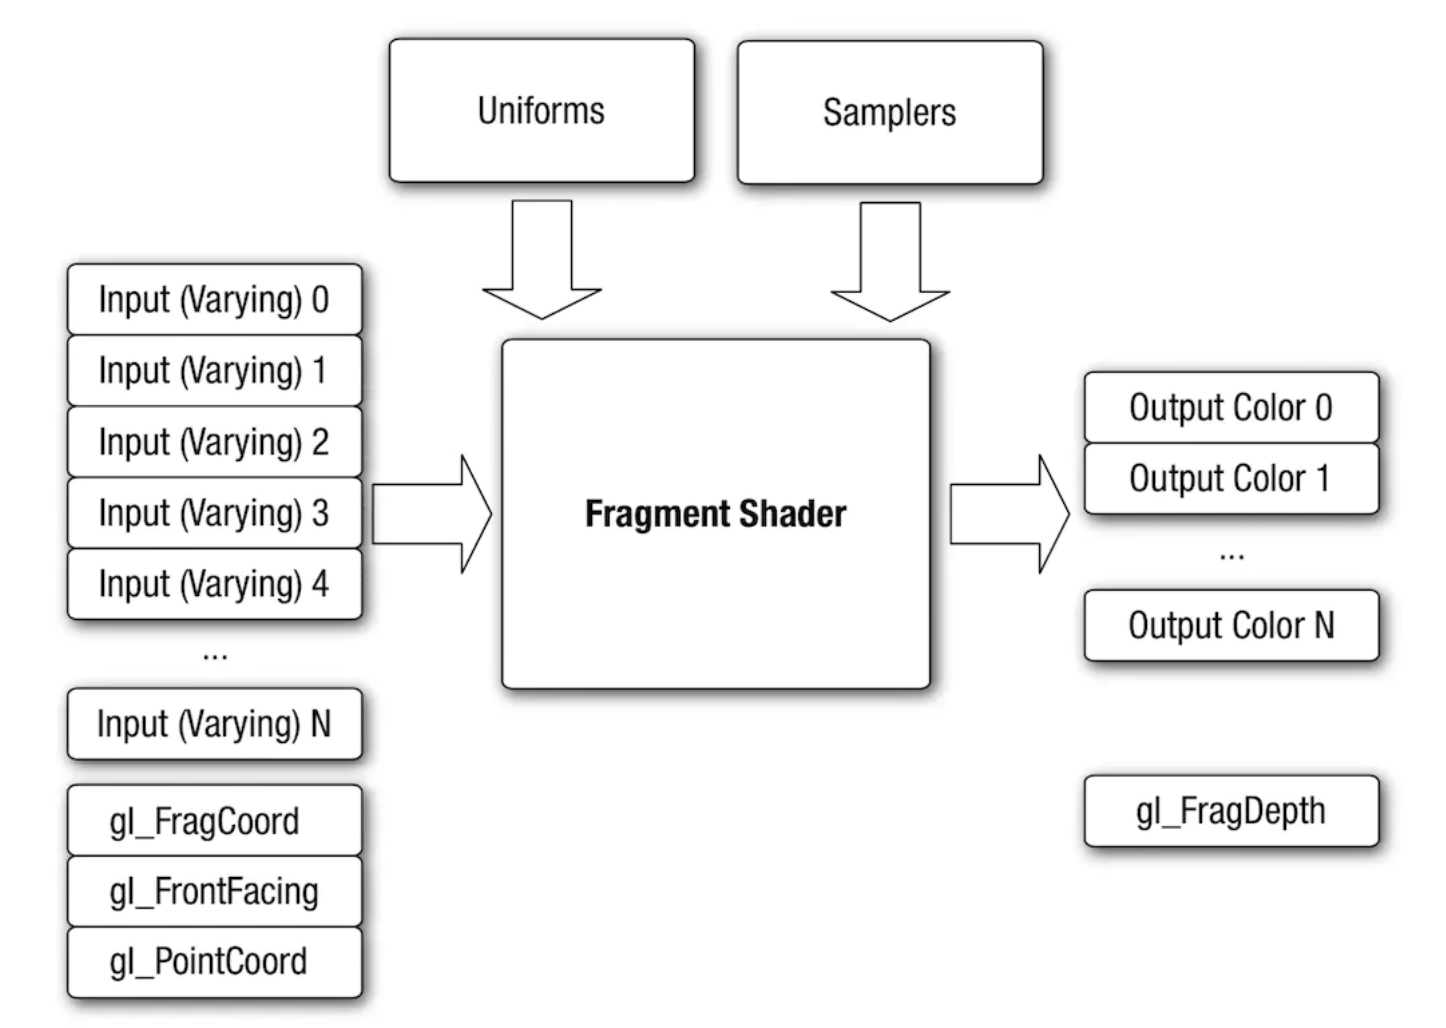 Uniforms
Samplers
Input (Varying) 0
Input (Varying) 1
Input (Varying) 2
Input (Varying) 3
Input (Varying) 4
...
Input (Varying) N
gl_FragCoord
gl_FrontFacing
gl_PointCoord
Fragment Shader
Output Color 0
Output Color 1
...
Output Color N
gl_FragDepth